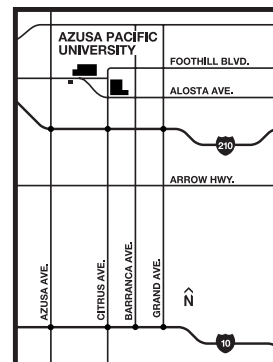 AZUSA PACIFIC
UNIVERSITY
FOOTHILL BLVD.
ALOSTA AVE.
210
ARROW HWY.
AZUSA AVE.
CITRUS AVE.
BARRANCA AVE.
GRAND AVE.
N
10